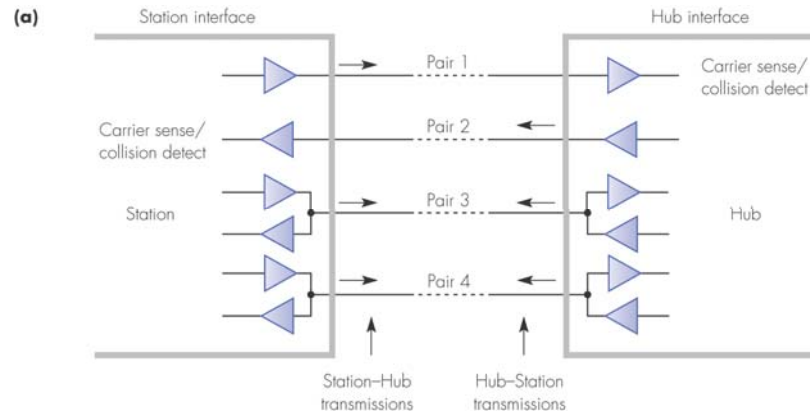 (a)
Station interface
Hub interface
Pair 1
Carrier sense/
collision detect
Carrier sense/
collision detect
Pair 2
Station
Pair 3
Hub
Pair 4
Station–Hub
transmissions
Hub–Station
transmissions